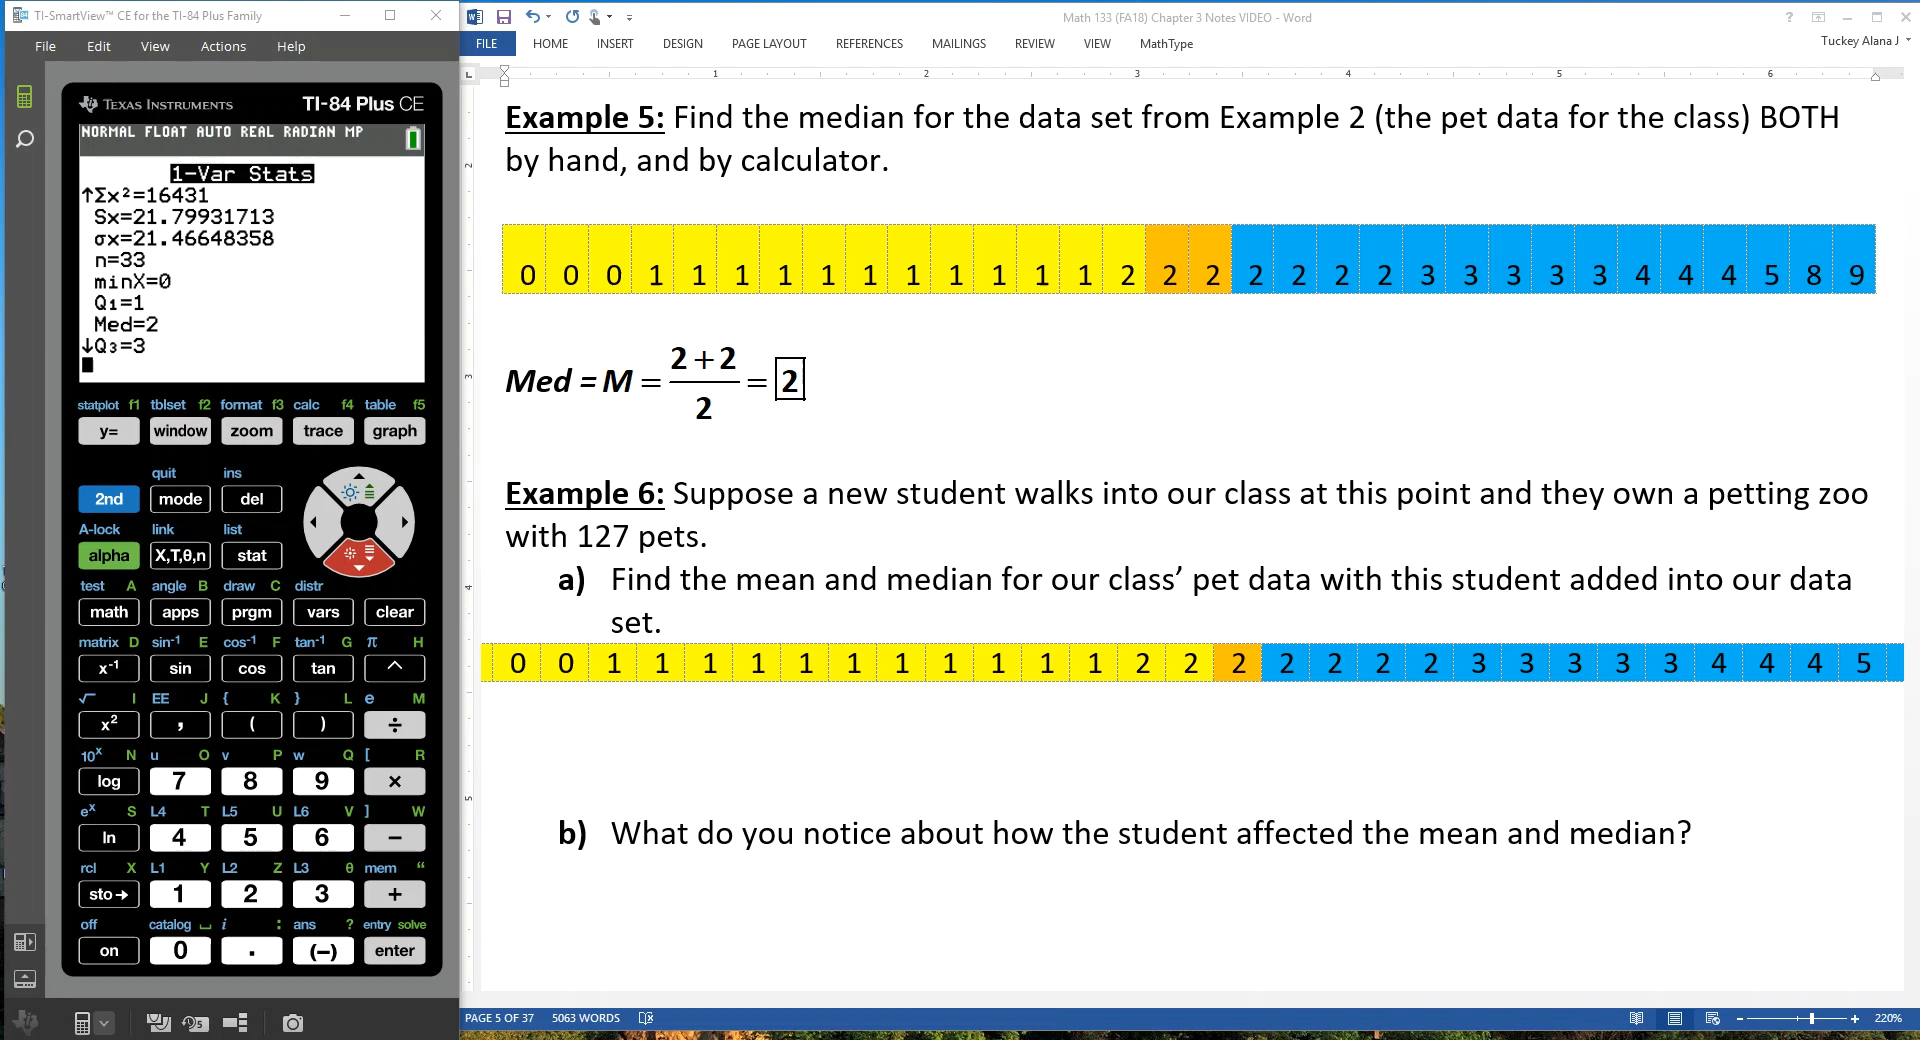 TI-SmartView™ CE for the TI-84 Plus Family
File Edit View Actions Help
TEXAS INSTRUMENTS TI-84 Plus CE
NORMAL FLOAT AUTO REAL RADIAN MP
1-Var Stats
↑Σx²=16431
Sx=21.79931713
σx=21.46648358
n=33
minX=0
Q₁=1
Med=2
↓Q₃=3
statplot f1 tblset f2 format f3 calc f4 table f5
y= window zoom trace graph
quit ins
2nd mode del
A-lock link list
alpha X,T,θ,n stat
test A angle B draw C distr
math apps prgm vars clear
matrix D sin⁻¹ E cos⁻¹ F tan⁻¹ G π H
x⁻¹ sin cos tan ^
√ I EE J { K } L e M
x² , ( ) ÷
10ˣ N u O v P w Q [ R
log 7 8 9 ×
eˣ S L4 T L5 U L6 V ] W
ln 4 5 6 −
rcl X L1 Y L2 Z L3 θ mem “
sto→ 1 2 3 +
off catalog ⎵ i : ans ? entry solve
on 0 . (−) enter
Math 133 (FA18) Chapter 3 Notes VIDEO - Word
FILE HOME INSERT DESIGN PAGE LAYOUT REFERENCES MAILINGS REVIEW VIEW MathType
Tuckey Alana J
1 2 3 4 5 6
Example 5: Find the median for the data set from Example 2 (the pet data for the class) BOTH
by hand, and by calculator.
0 0 0 1 1 1 1 1 1 1 1 1 1 1 2 2 2 2 2 2 2 3 3 3 3 3 4 4 4 5 8 9
Med = M = 2 + 2 / 2 = 2
Example 6: Suppose a new student walks into our class at this point and they own a petting zoo
with 127 pets.
a) Find the mean and median for our class’ pet data with this student added into our data
set.
0 0 1 1 1 1 1 1 1 1 1 1 1 2 2 2 2 2 2 2 3 3 3 3 3 4 4 4 5
b) What do you notice about how the student affected the mean and median?
2
3
4
5
PAGE 5 OF 37 5063 WORDS
220%